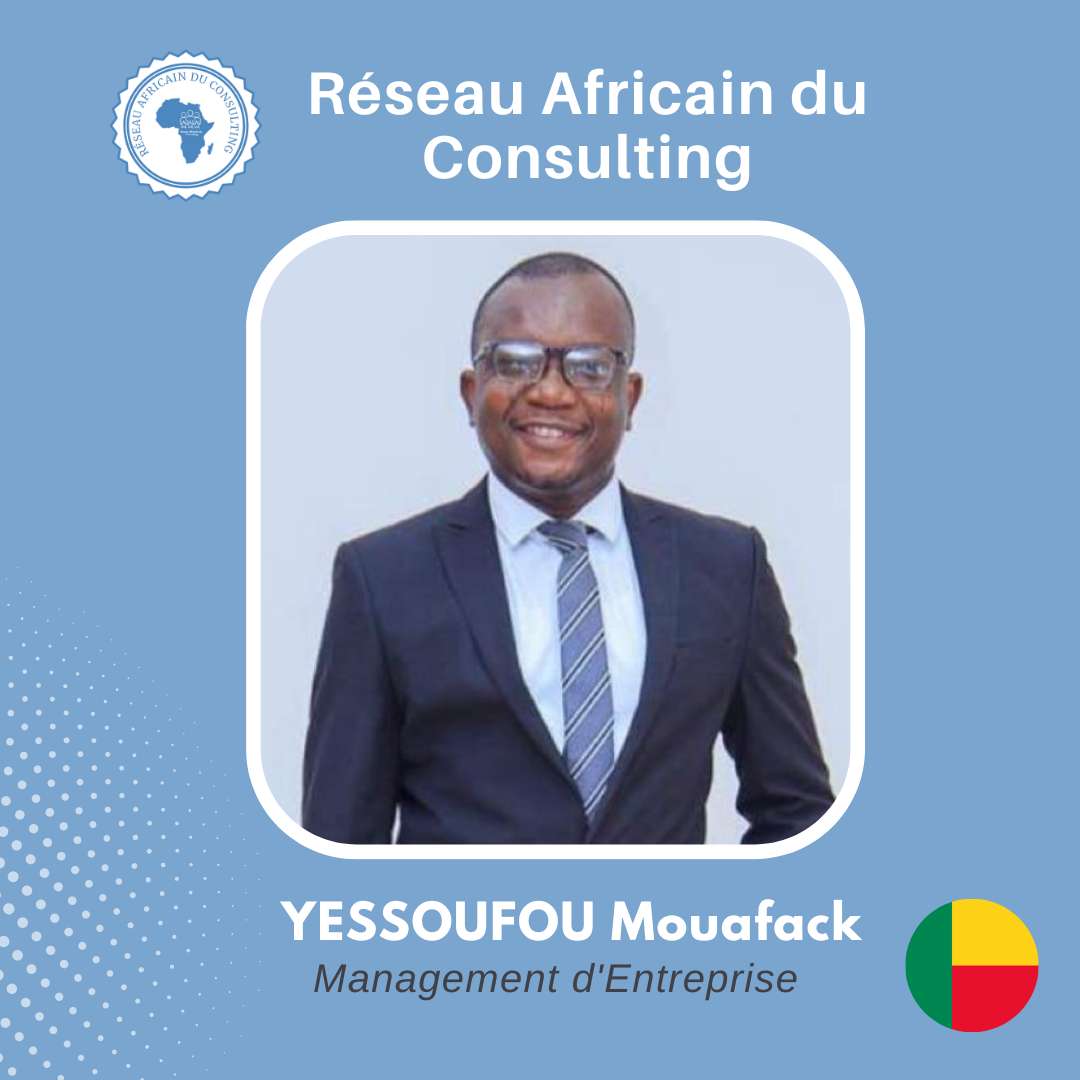 RÉSEAU AFRICAIN DU CONSULTING
Réseau Africain du
Consulting
YESSOUFOU Mouafack
Management d'Entreprise